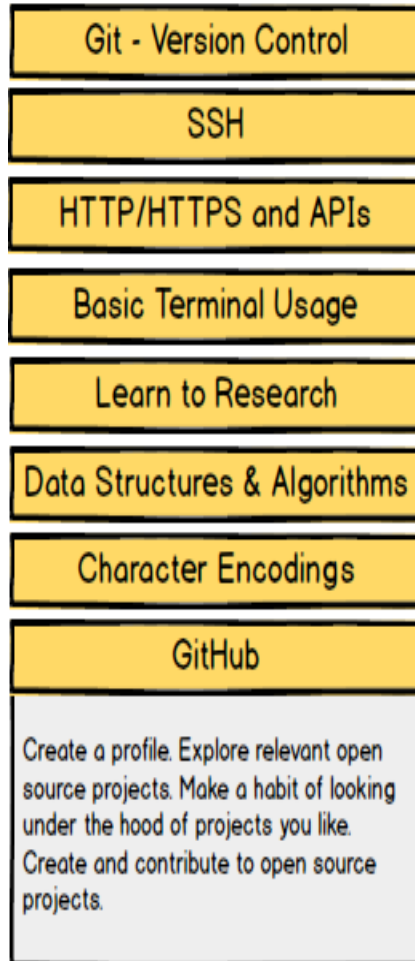 Git - Version Control
SSH
HTTP/HTTPS and APIs
Basic Terminal Usage
Learn to Research
Data Structures & Algorithms
Character Encodings
GitHub
Create a profile. Explore relevant open
source projects. Make a habit of looking
under the hood of projects you like.
Create and contribute to open source
projects.